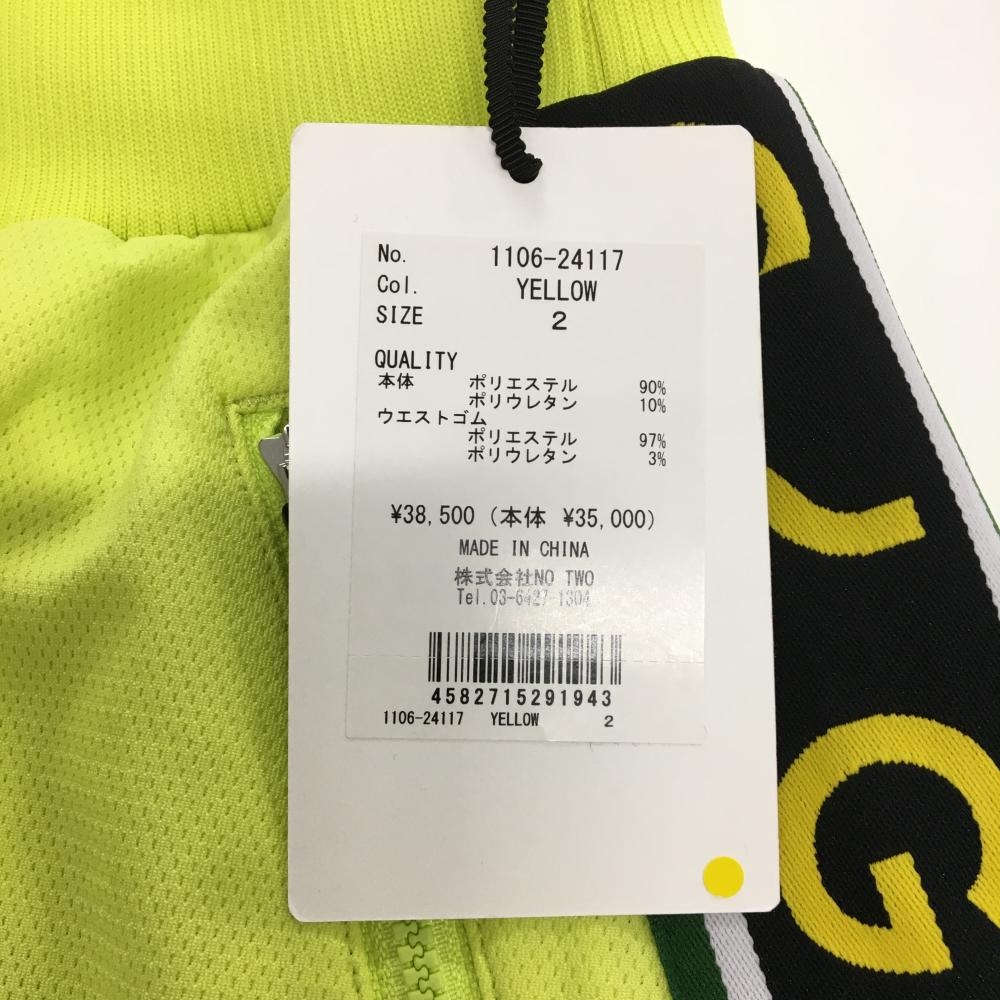 No. 1106-24117
Col. YELLOW
SIZE 2
QUALITY
本体 ポリエステル 90%
ポリウレタン 10%
ウエストゴム
ポリエステル 97%
ポリウレタン 3%
¥38,500 (本体 ¥35,000)
MADE IN CHINA
株式会社NO TWO
Tel.03-6427-1304
4582715291943
1106-24117 YELLOW 2
G